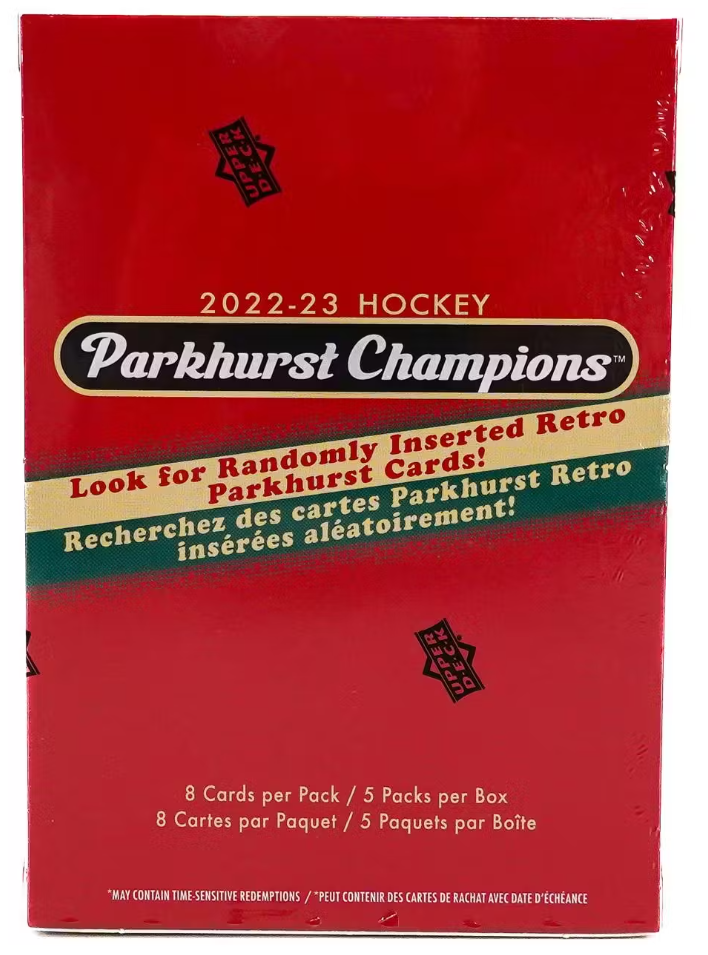 UPPER
DECK
2022-23 HOCKEY
Parkhurst Champions™
Look for Randomly Inserted Retro
Parkhurst Cards!
Recherchez des cartes Parkhurst Retro
insérées aléatoirement!
UPPER
DECK
8 Cards per Pack / 5 Packs per Box
8 Cartes par Paquet / 5 Paquets par Boîte
*MAY CONTAIN TIME-SENSITIVE REDEMPTIONS / *PEUT CONTENIR DES CARTES DE RACHAT AVEC DATE D'ÉCHÉANCE